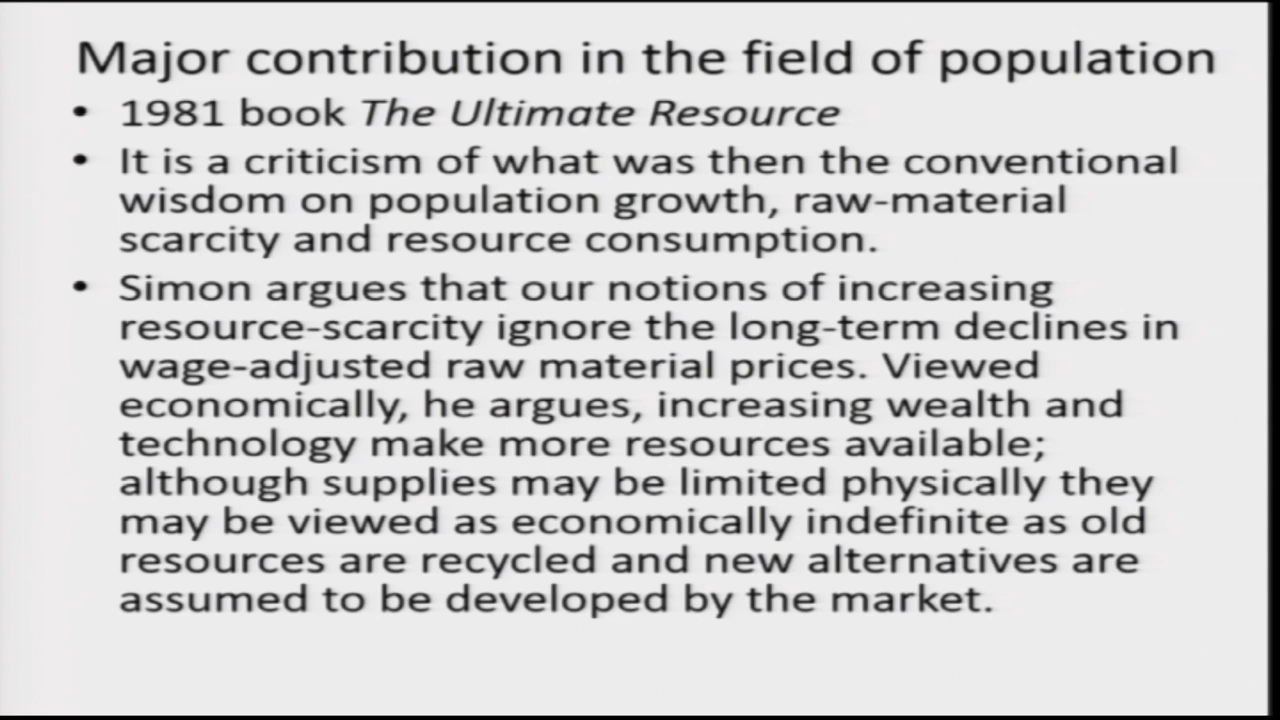 Major contribution in the field of population
• 1981 book The Ultimate Resource
• It is a criticism of what was then the conventional
wisdom on population growth, raw-material
scarcity and resource consumption.
• Simon argues that our notions of increasing
resource-scarcity ignore the long-term declines in
wage-adjusted raw material prices. Viewed
economically, he argues, increasing wealth and
technology make more resources available;
although supplies may be limited physically they
may be viewed as economically indefinite as old
resources are recycled and new alternatives are
assumed to be developed by the market.